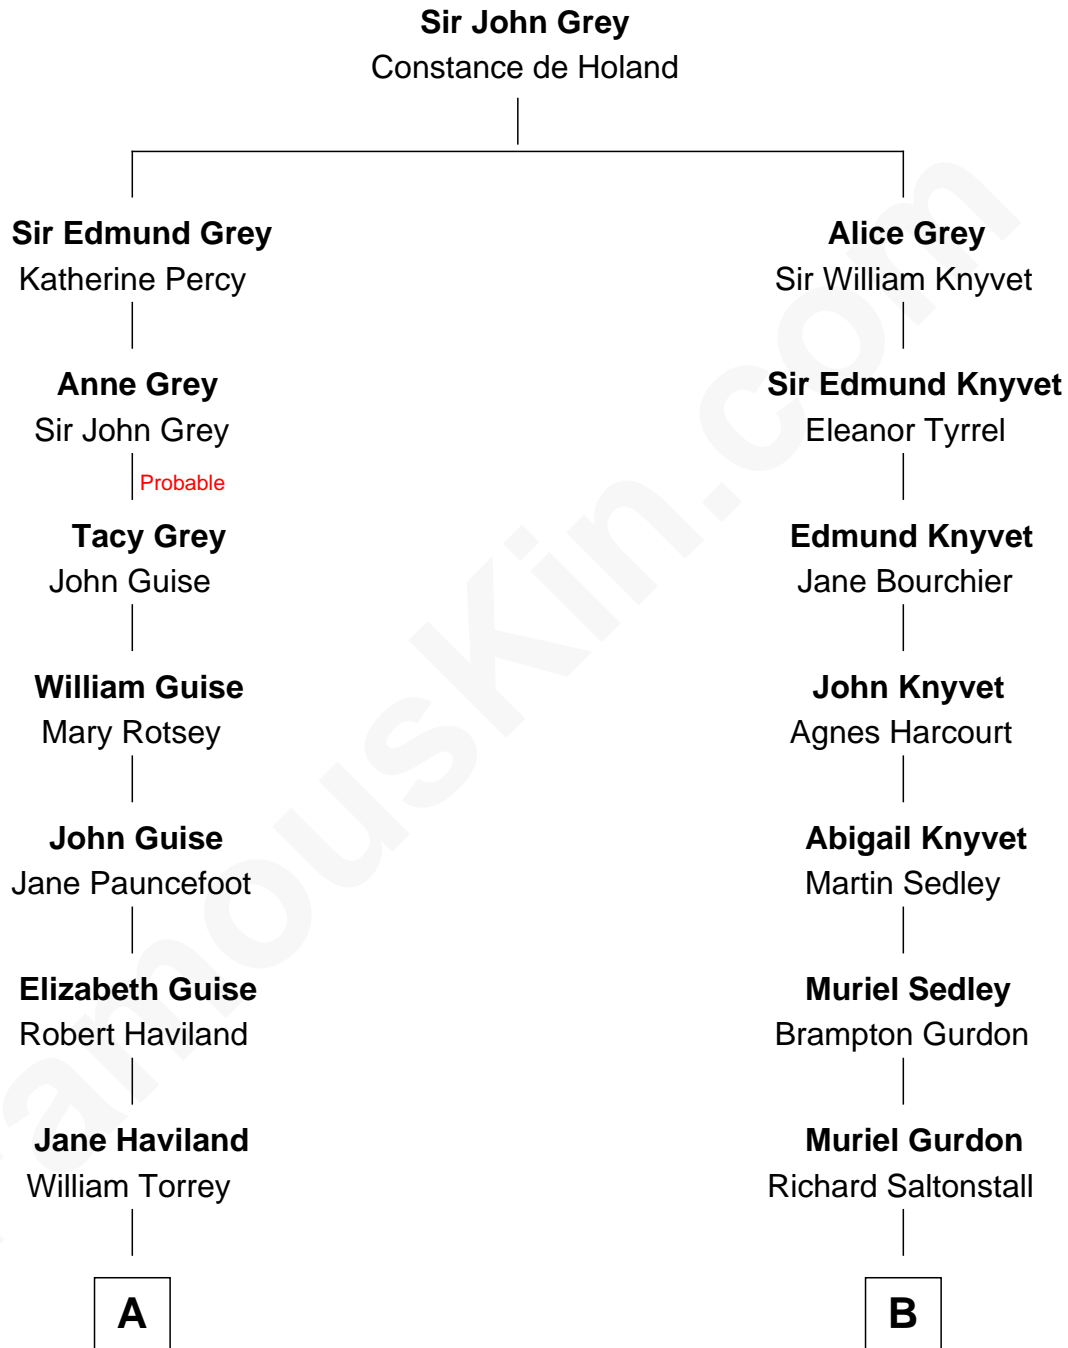 Sir John Grey
Constance de Holand
Sir Edmund Grey
Katherine Percy
Anne Grey
Sir John Grey
Probable
Tacy Grey
John Guise
William Guise
Mary Rotsey
John Guise
Jane Pauncefoot
Elizabeth Guise
Robert Haviland
Jane Haviland
William Torrey
A
Alice Grey
Sir William Knyvet
Sir Edmund Knyvet
Eleanor Tyrrel
Edmund Knyvet
Jane Bourchier
John Knyvet
Agnes Harcourt
Abigail Knyvet
Martin Sedley
Muriel Sedley
Brampton Gurdon
Muriel Gurdon
Richard Saltonstall
B
FamousKin.com